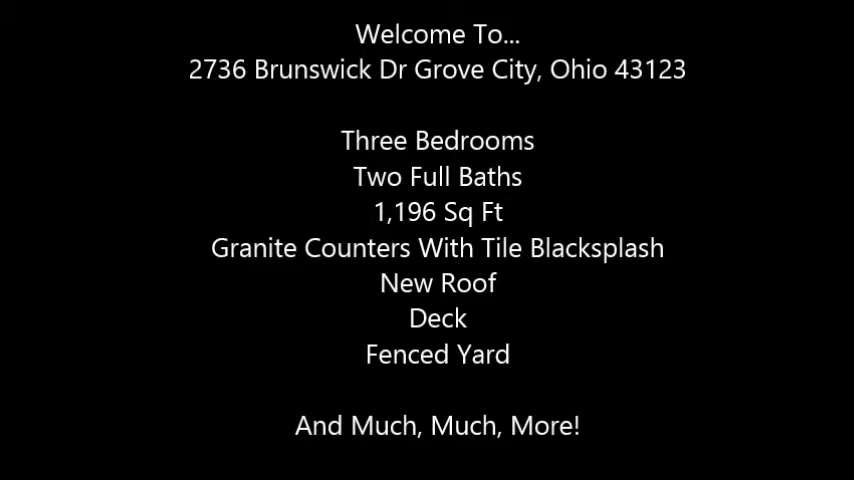 Welcome To...
2736 Brunswick Dr Grove City, Ohio 43123
Three Bedrooms
Two Full Baths
1,196 Sq Ft
Granite Counters With Tile Blacksplash
New Roof
Deck
Fenced Yard
And Much, Much, More!